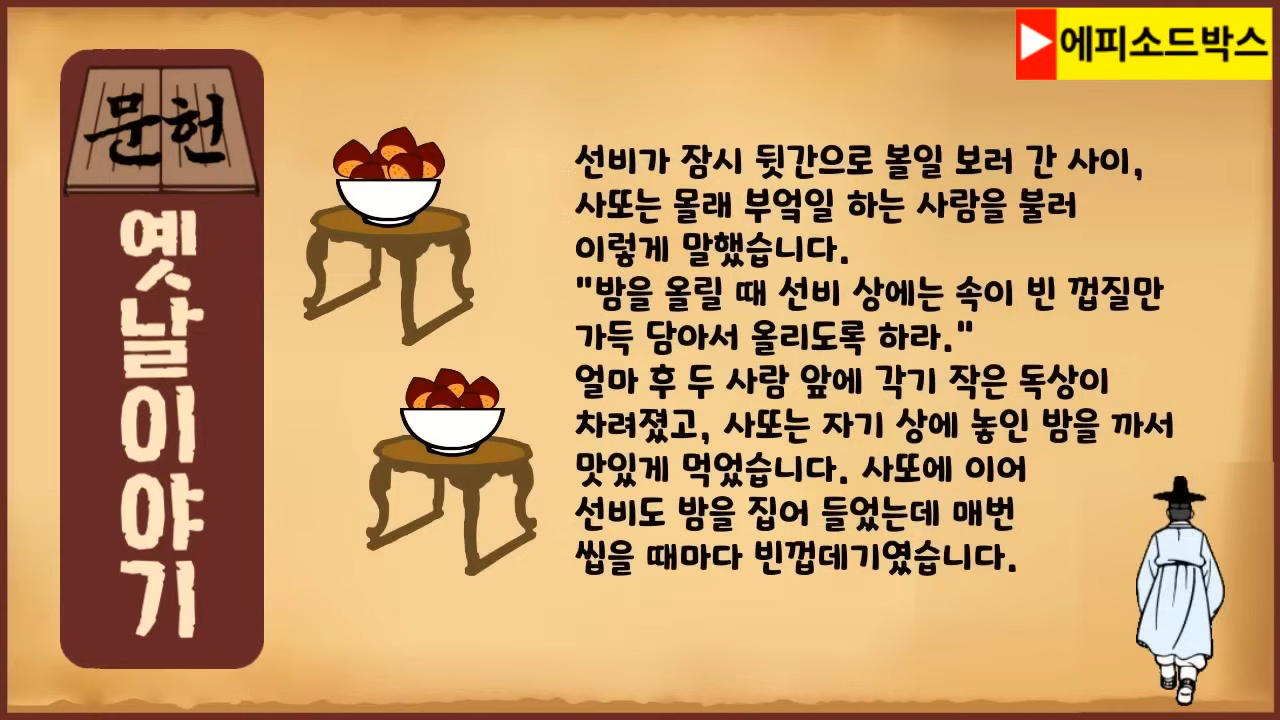 에피소드박스
문헌
옛날이야기
선비가 잠시 뒷간으로 볼일 보러 간 사이,
사또는 몰래 부엌일 하는 사람을 불러
이렇게 말했습니다.
"밤을 올릴 때 선비 상에는 속이 빈 껍질만
가득 담아서 올리도록 하라."
얼마 후 두 사람 앞에 각기 작은 독상이
차려졌고, 사또는 자기 상에 놓인 밤을 까서
맛있게 먹었습니다. 사또에 이어
선비도 밤을 집어 들었는데 매번
씹을 때마다 빈껍데기였습니다.